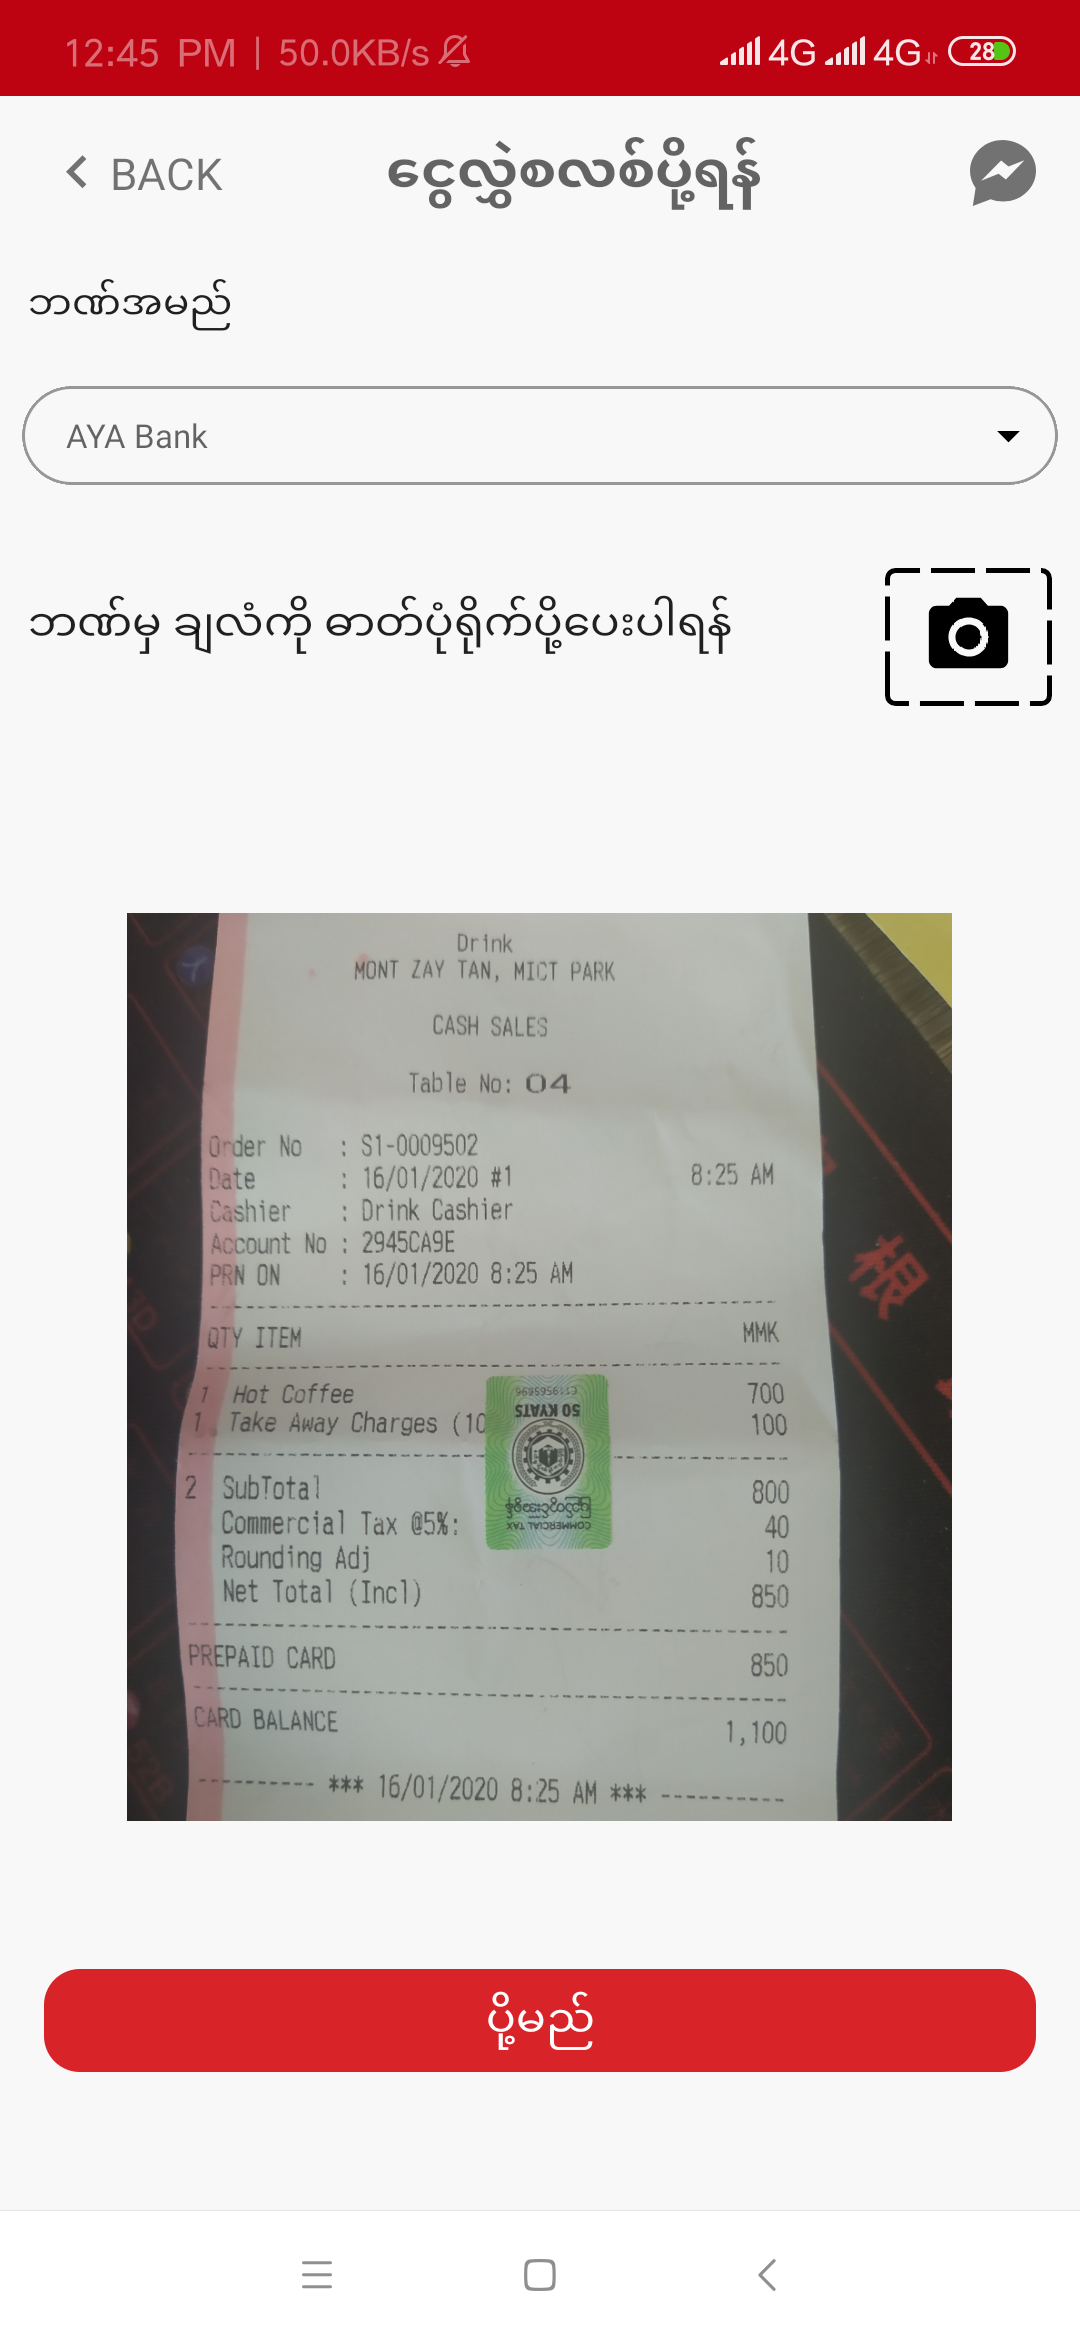 12:45 PM | 50.0KB/s 4G 4G 28
BACK ငွေလွှဲစလစ်ပို့ရန်
ဘဏ်အမည်
AYA Bank
ဘဏ်မှ ချလံကို ဓာတ်ပုံရိုက်ပို့ပေးပါရန်
Drink
MONT ZAY TAN, MICT PARK
CASH SALES
Table No: 04
Order No : S1-0009502
Date : 16/01/2020 #1 8:25 AM
Cashier : Drink Cashier
Account No : 2945CA9E
PRN ON : 16/01/2020 8:25 AM
QTY ITEM MMK
1 Hot Coffee 700
1 Take Away Charges (10 100
50 KYATS
COMMERCIAL TAX
2 SubTotal 800
Commercial Tax @5%: 40
Rounding Adj 10
Net Total (Incl) 850
PREPAID CARD 850
CARD BALANCE 1,100
---------- *** 16/01/2020 8:25 AM *** ----------
根
ပို့မည်